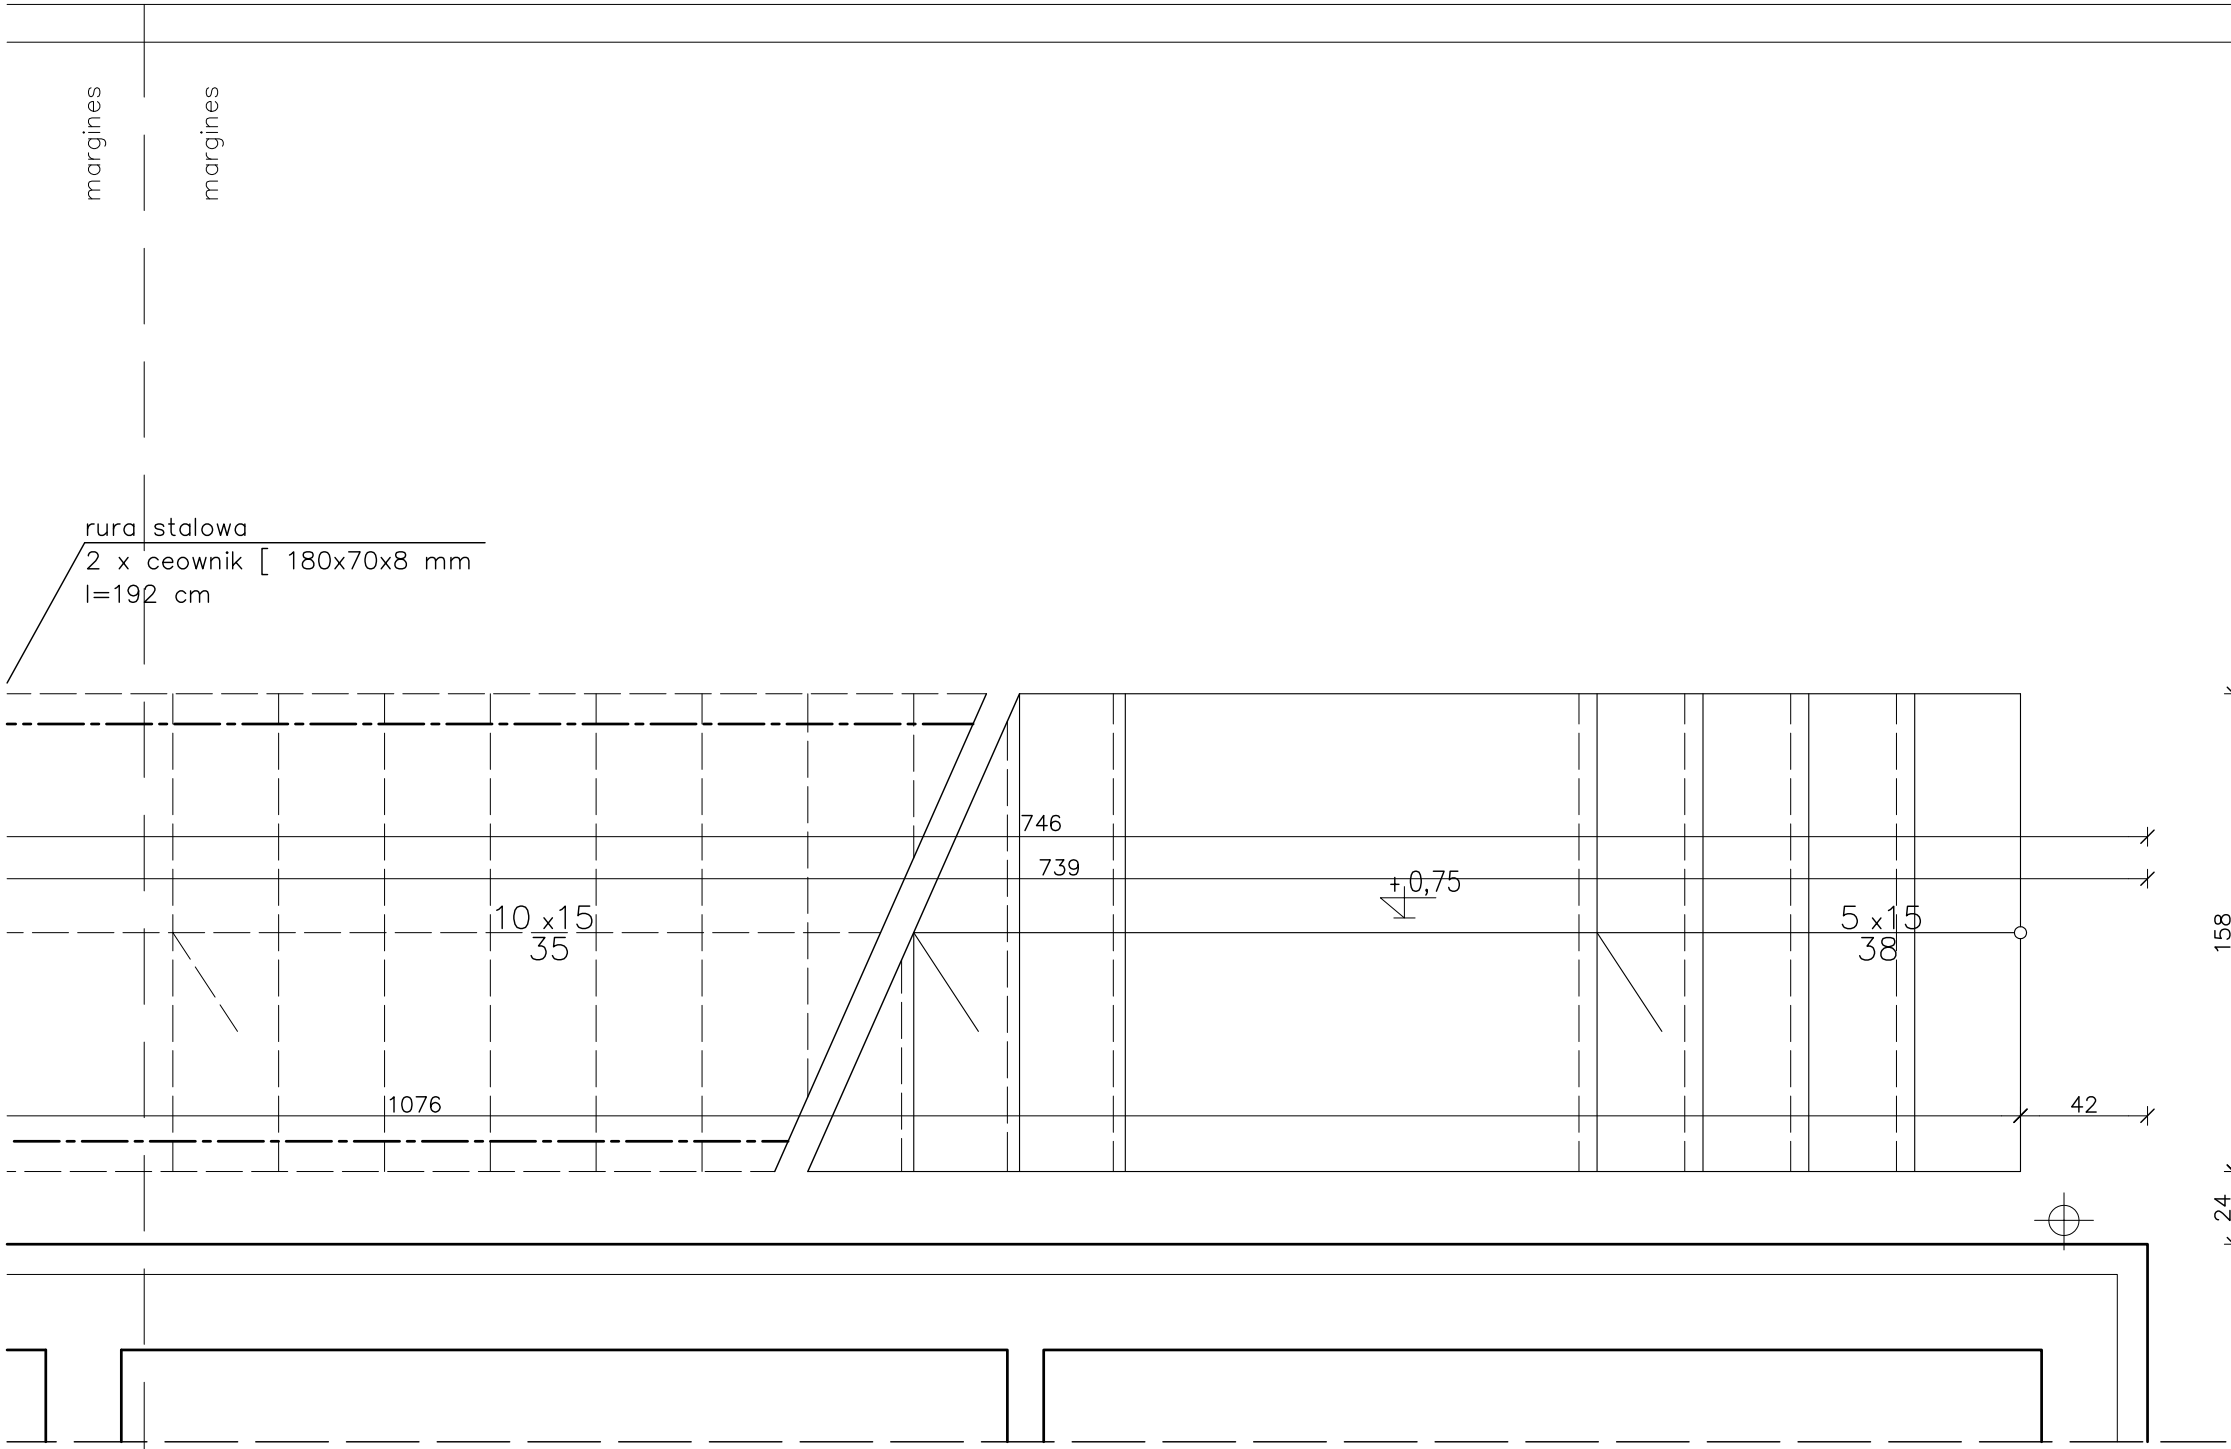 margines
margines
rura stalowa
2 x ceownik [ 180x70x8 mm
l=192 cm
746
739
+0,75
10 x15
35
5 x15
38
158
1076
42
24